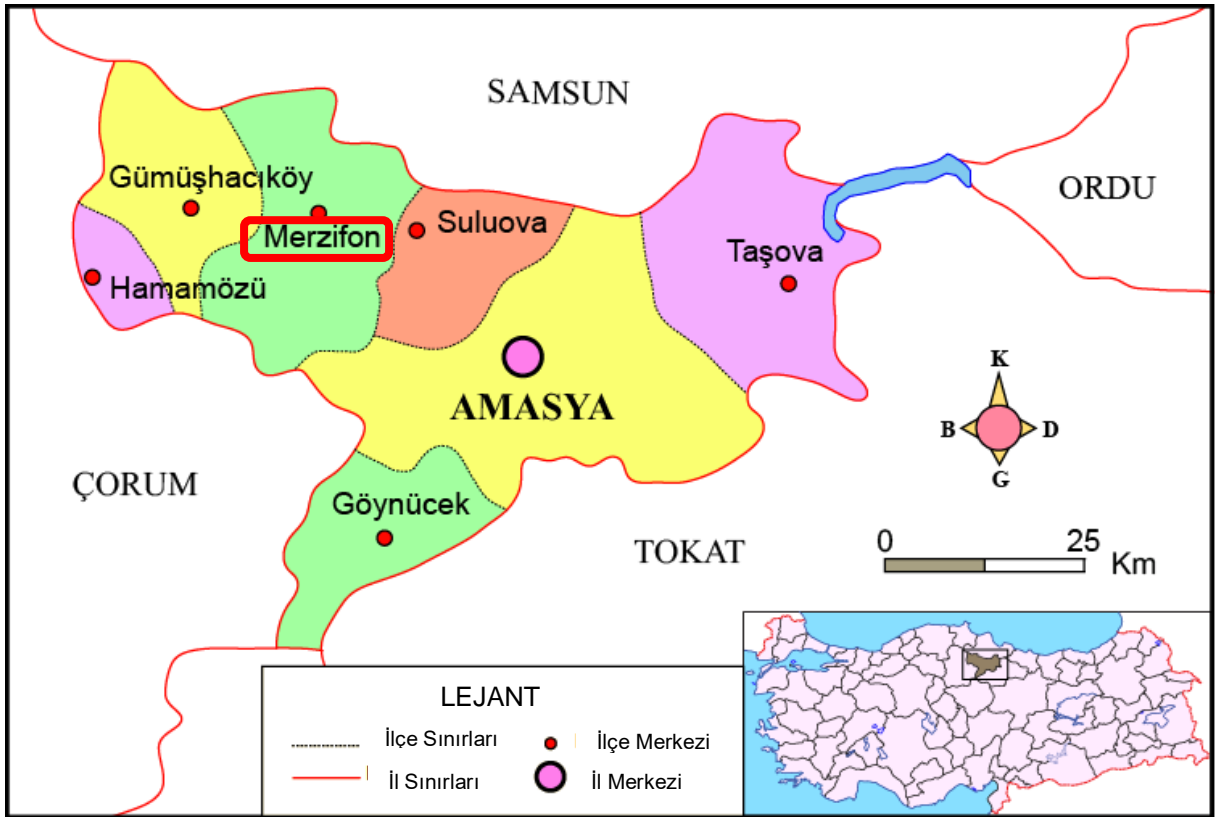 SAMSUN
ORDU
Gümüşhacıköy
Merzifon
Suluova
Taşova
Hamamözü
AMASYA
K
B
D
G
ÇORUM
Göynücek
TOKAT
0 25
Km
LEJANT
İlçe Sınırları
İlçe Merkezi
İl Sınırları
İl Merkezi